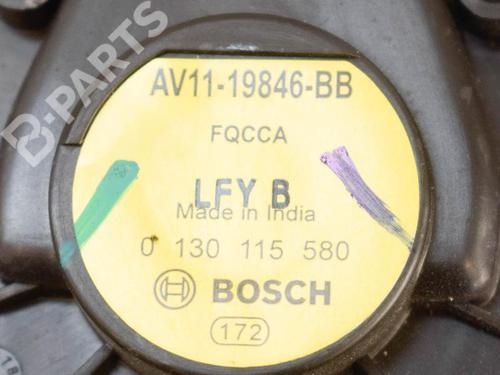 B-PARTS
AV11-19846-BB
FQCCA
LFY B
Made in India
0 130 115 580
BOSCH
172